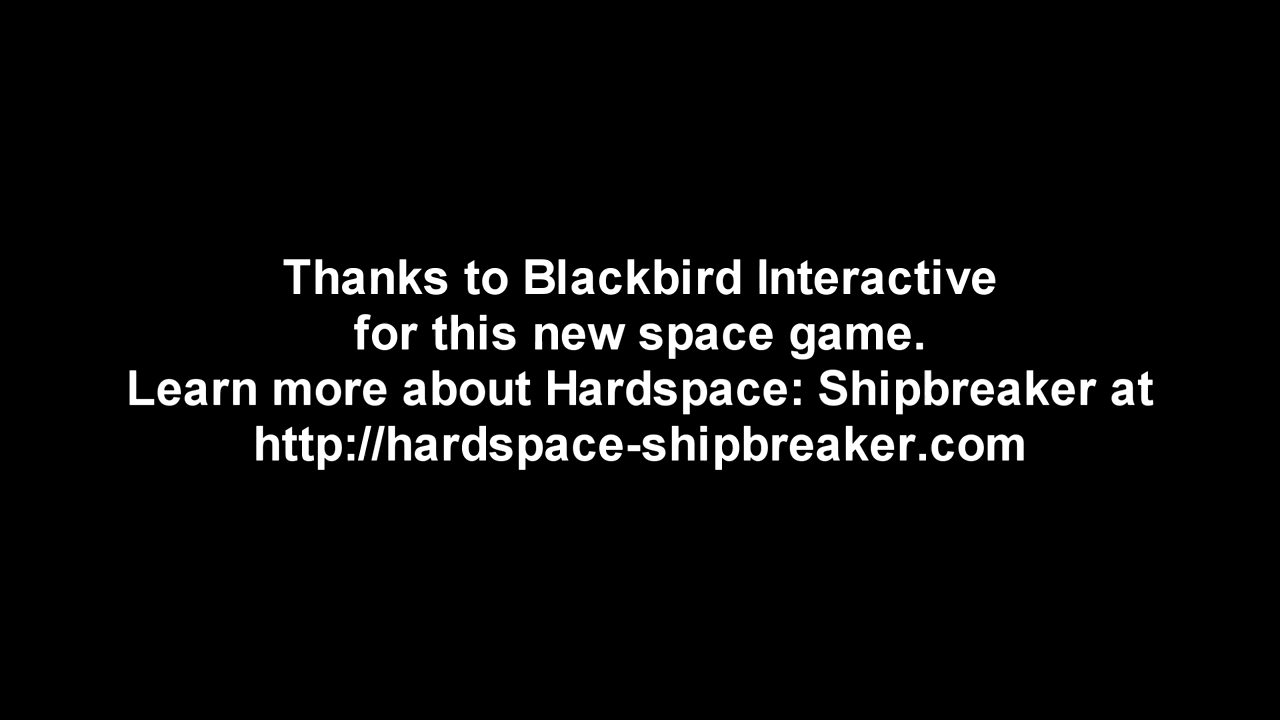 Thanks to Blackbird Interactive
for this new space game.
Learn more about Hardspace: Shipbreaker at
http://hardspace-shipbreaker.com